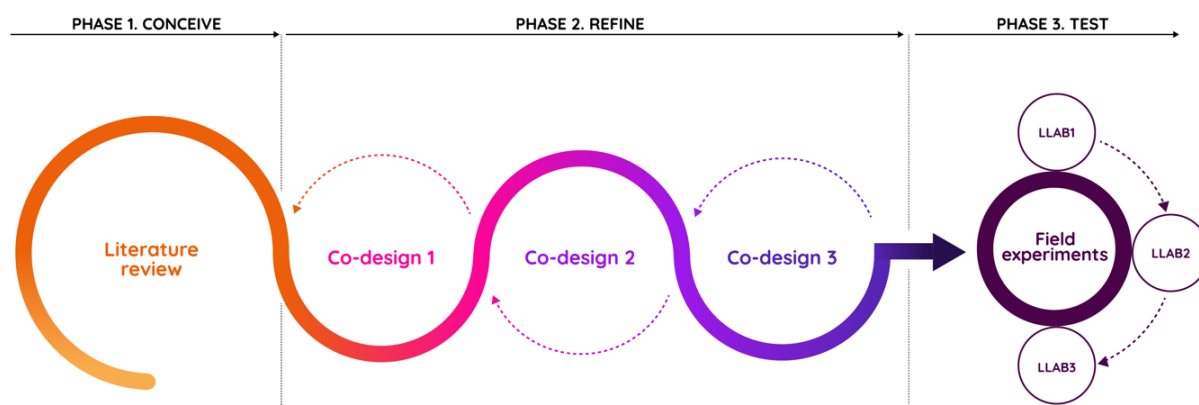 PHASE 1. CONCEIVE
PHASE 2. REFINE
PHASE 3. TEST
Literature
review
Co-design 1
Co-design 2
Co-design 3
LLAB1
Field
experiments
LLAB2
LLAB3